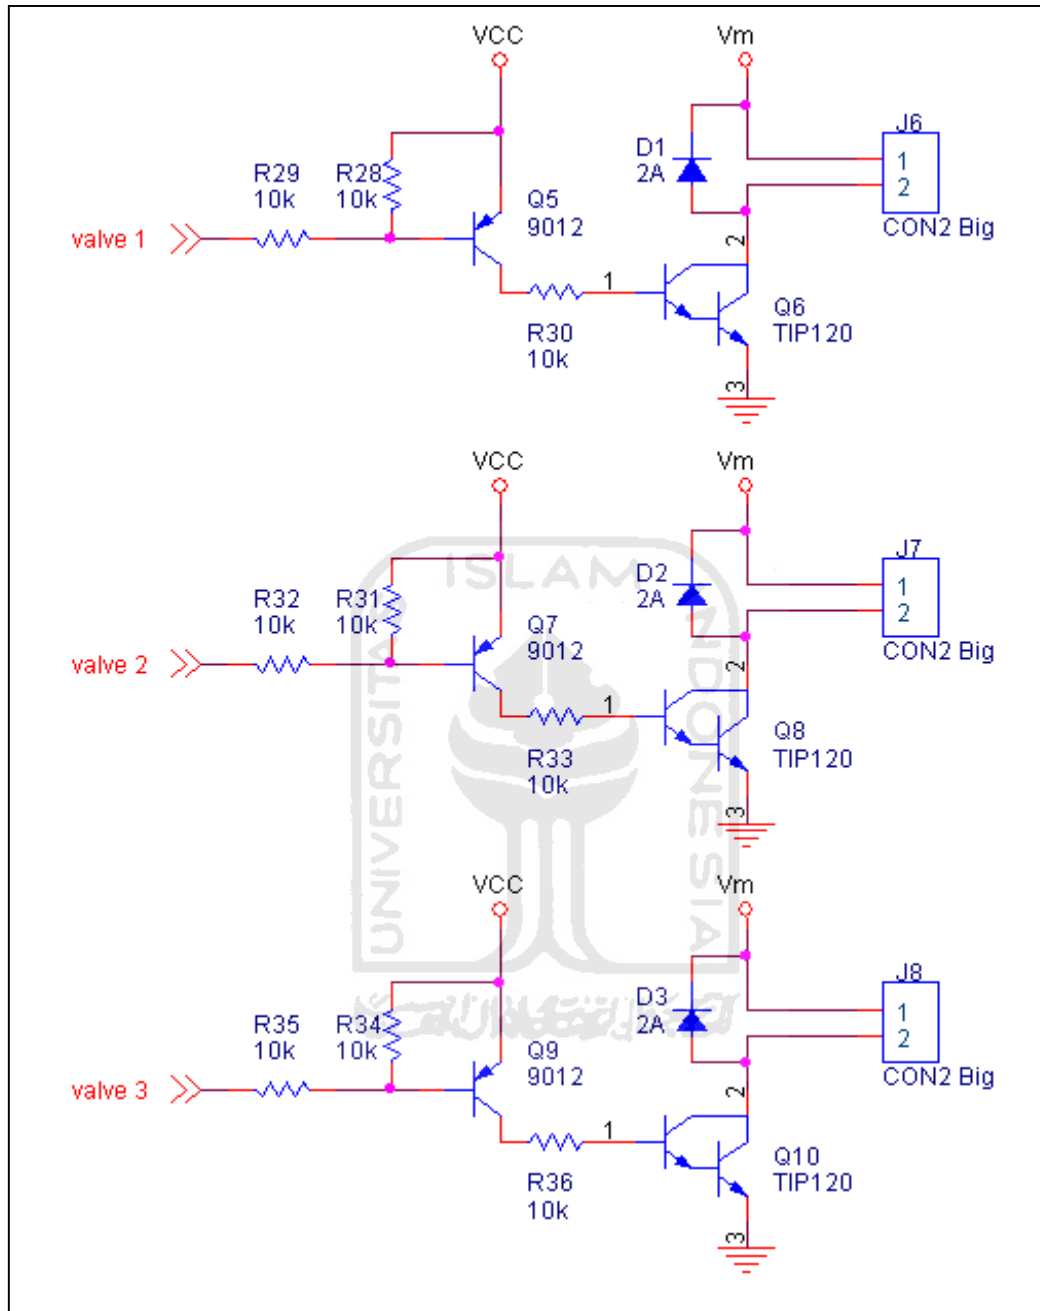 VCC
Vm
J6
D1
2A
1
2
R29
10k
R28
10k
Q5
9012
valve 1
CON2 Big
2
1
Q6
TIP120
R30
10k
3
VCC
Vm
ISLAM
J7
D2
2A
1
2
R32
10k
R31
10k
Q7
9012
valve 2
CON2 Big
2
1
Q8
TIP120
R33
10k
3
UNIVERSITAS
INDONESIA
VCC
Vm
J8
D3
2A
1
2
R35
10k
R34
10k
Q9
9012
valve 3
CON2 Big
2
1
Q10
TIP120
R36
10k
3